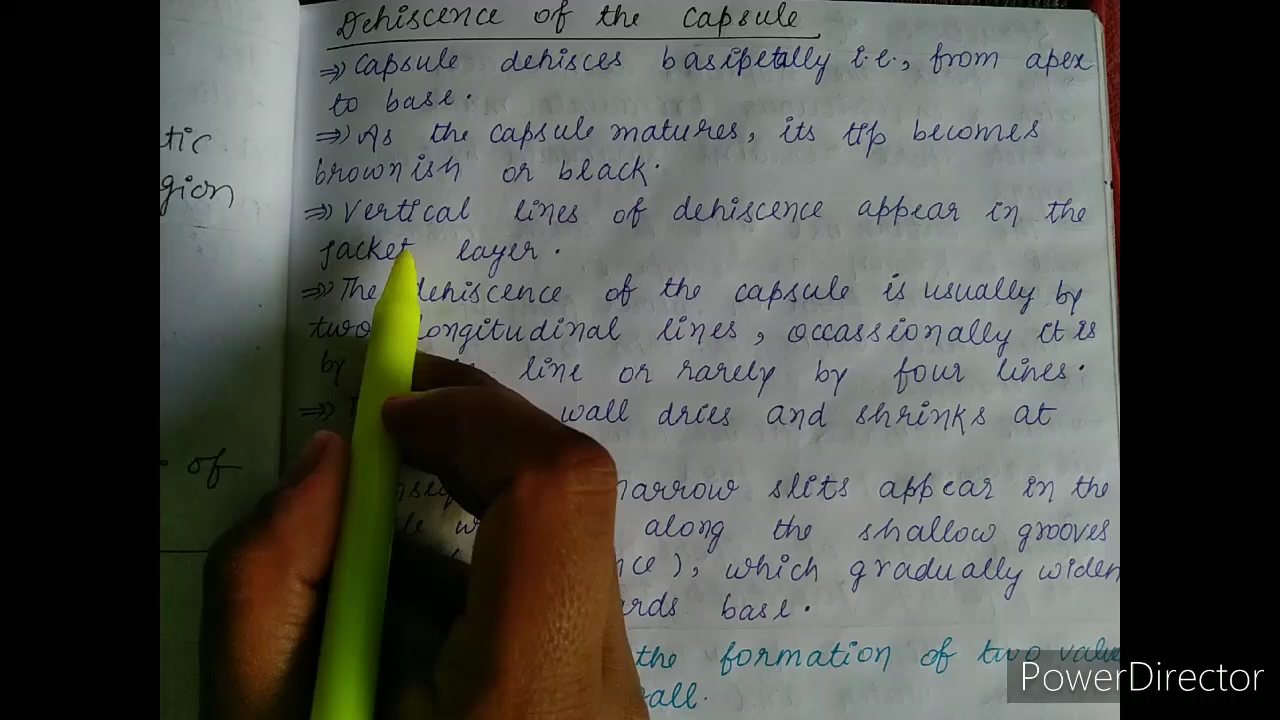 Dehiscence of the capsule
⇒ Capsule dehisces basipetally i.e., from apex
to base.
tic
⇒ As the capsule matures, its tip becomes
gion
brownish or black.
⇒ Vertical lines of dehiscence appear in the
jacket layer.
⇒ The dehiscence of the capsule is usually by
two longitudinal lines, occassionally it is
by line or rarely by four lines.
⇒ wall dries and shrinks at
of
narrow slits appear in the
along the shallow grooves
which gradually widen
base.
the formation of two valve
PowerDirector